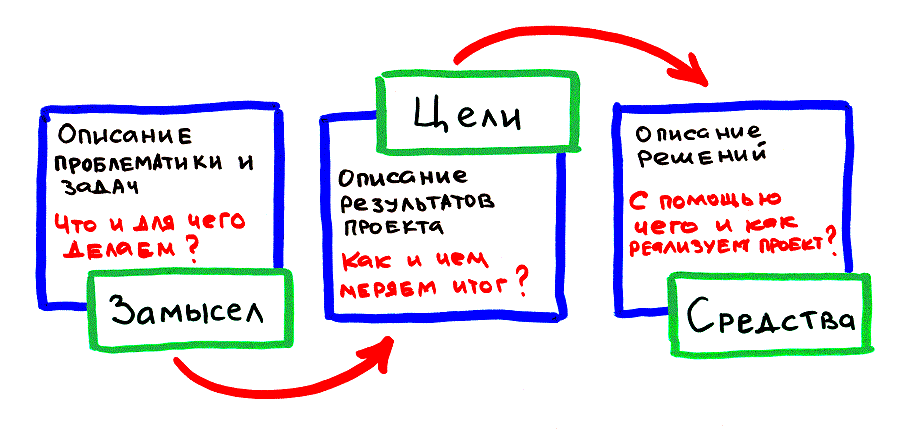 Описание
проблематики и
задач
Что и для чего
делаем?
Замысел
Цели
Описание
результатов
проекта
Как и чем
меряем итог?
Описание
решений
С помощью
чего и как
реализуем проект?
Средства